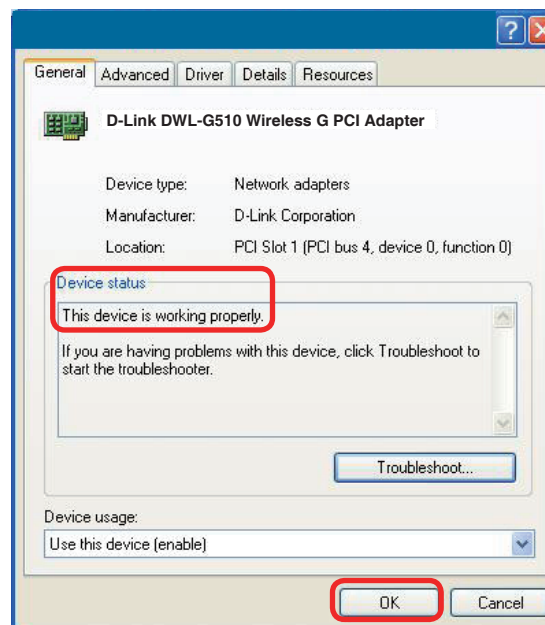 General Advanced Driver Details Resources
D-Link DWL-G510 Wireless G PCI Adapter
Device type: Network adapters
Manufacturer: D-Link Corporation
Location: PCI Slot 1 (PCI bus 4, device 0, function 0)
Device status
This device is working properly.
If you are having problems with this device, click Troubleshoot to
start the troubleshooter.
Troubleshoot...
Device usage:
Use this device (enable)
OK Cancel